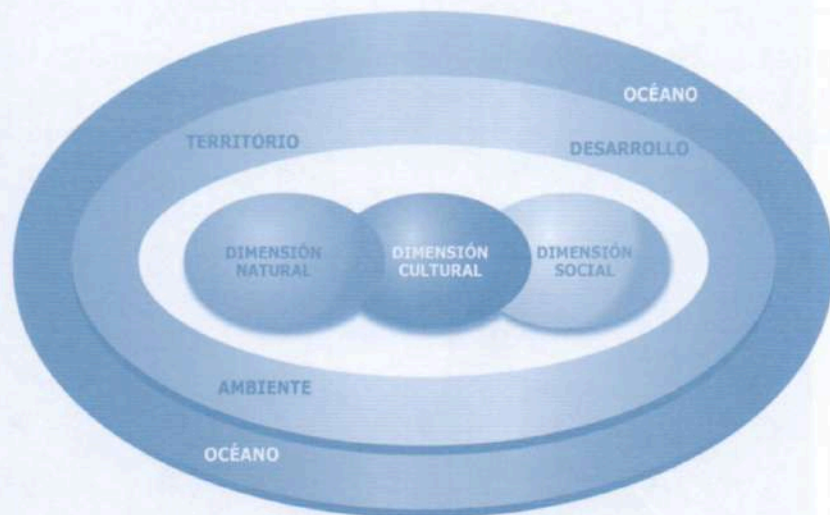 OCÉANO
TERRITORIO
DESARROLLO
DIMENSIÓN
NATURAL
DIMENSIÓN
CULTURAL
DIMENSIÓN
SOCIAL
AMBIENTE
OCÉANO